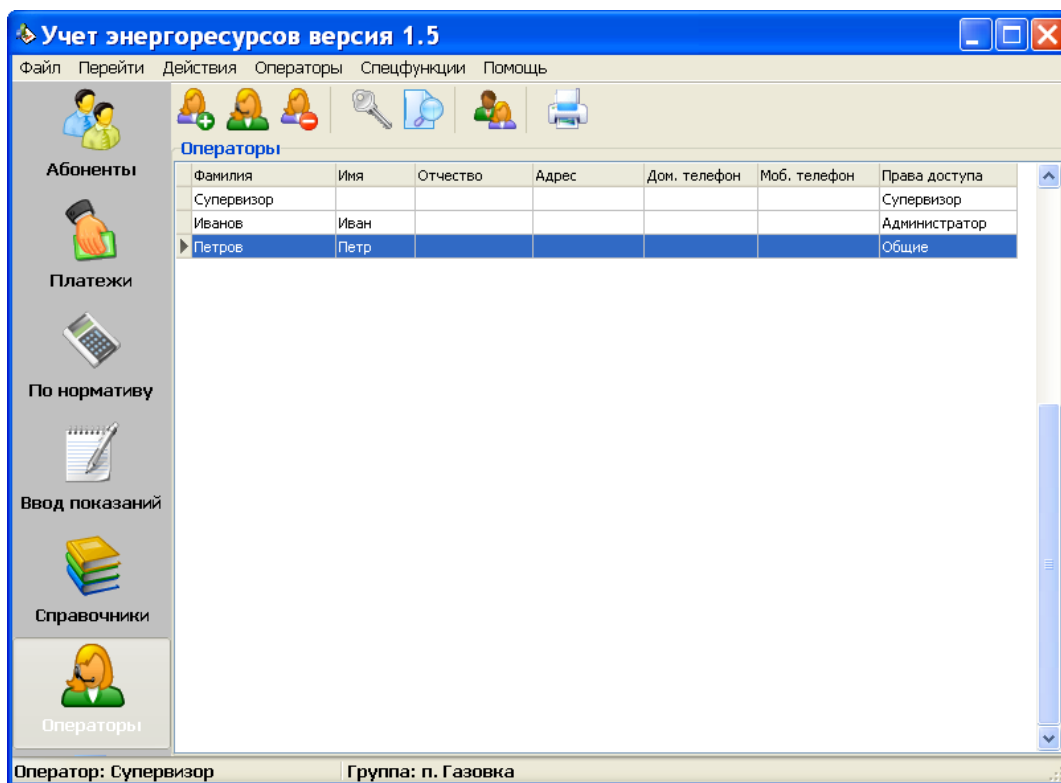 Учет энергоресурсов версия 1.5
Файл Перейти Действия Операторы Спецфункции Помощь
Абоненты
Платежи
По нормативу
Ввод показаний
Справочники
Операторы
Операторы
Фамилия Имя Отчество Адрес Дом. телефон Моб. телефон Права доступа
Супервизор Супервизор
Иванов Иван Администратор
Петров Петр Общие
Оператор: Супервизор Группа: п. Газовка